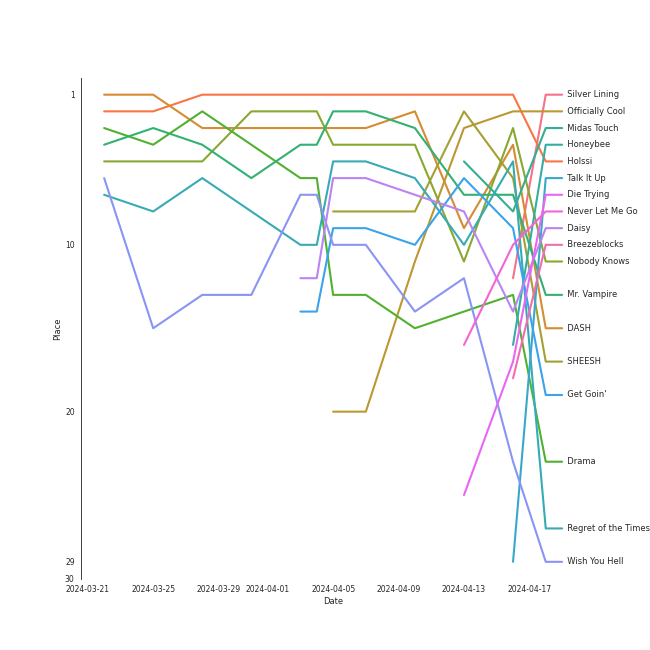 1
10
20
29
30
Place
2024-03-21
2024-03-25
2024-03-29
2024-04-01
2024-04-05
2024-04-09
2024-04-13
2024-04-17
Date
Silver Lining
Officially Cool
Midas Touch
Honeybee
Holssi
Talk It Up
Die Trying
Never Let Me Go
Daisy
Breezeblocks
Nobody Knows
Mr. Vampire
DASH
SHEESH
Get Goin'
Drama
Regret of the Times
Wish You Hell